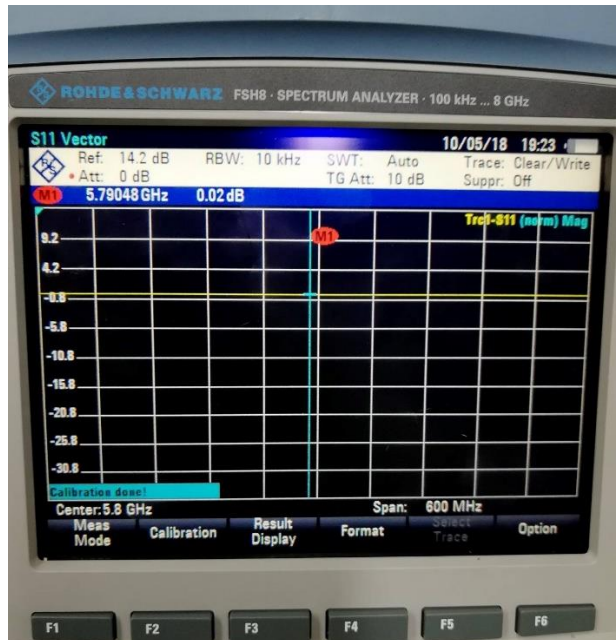 ROHDE&SCHWARZ FSH8 · SPECTRUM ANALYZER · 100 kHz ... 8 GHz
S11 Vector 10/05/18 19:23
Ref: 14.2 dB RBW: 10 kHz SWT: Auto Trace: Clear/Write
• Att: 0 dB TG Att: 10 dB Suppr: Off
M1 5.79048 GHz 0.02 dB
Trc1-S11 (norm) Mag
M1
9.2
4.2
-0.8
-5.8
-10.8
-15.8
-20.8
-25.8
-30.8
Calibration done!
Center: 5.8 GHz Span: 600 MHz
Meas Mode Calibration Result Display Format Select Trace Option
F1 F2 F3 F4 F5 F6